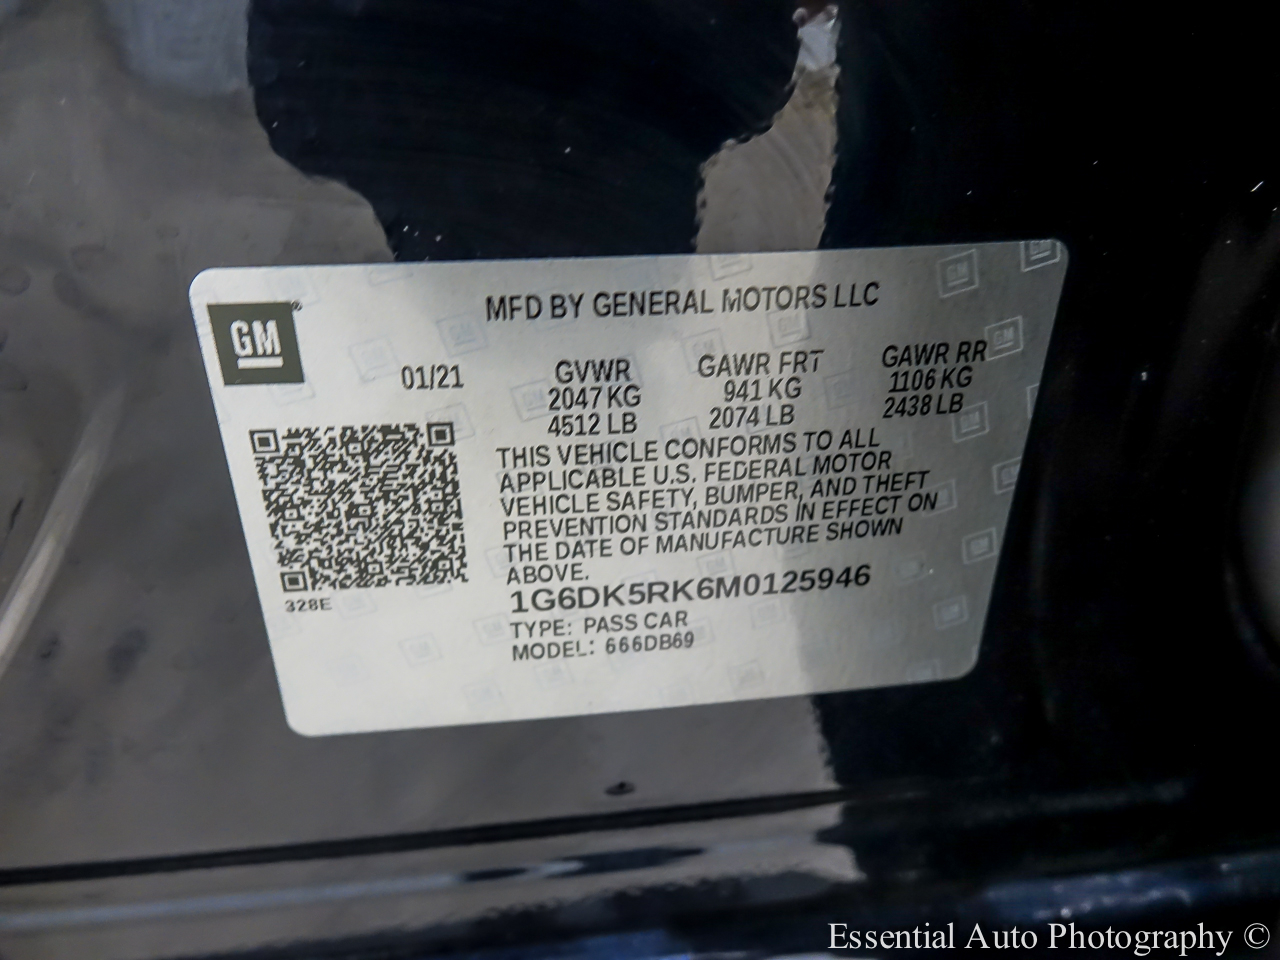 MFD BY GENERAL MOTORS LLC
GM
®
01/21
GVWR
2047 KG
4512 LB
GAWR FRT
941 KG
2074 LB
GAWR RR
1106 KG
2438 LB
THIS VEHICLE CONFORMS TO ALL
APPLICABLE U.S. FEDERAL MOTOR
VEHICLE SAFETY, BUMPER, AND THEFT
PREVENTION STANDARDS IN EFFECT ON
THE DATE OF MANUFACTURE SHOWN
ABOVE.
328E
1G6DK5RK6M0125946
TYPE: PASS CAR
MODEL: 666DB69
Essential Auto Photography ©